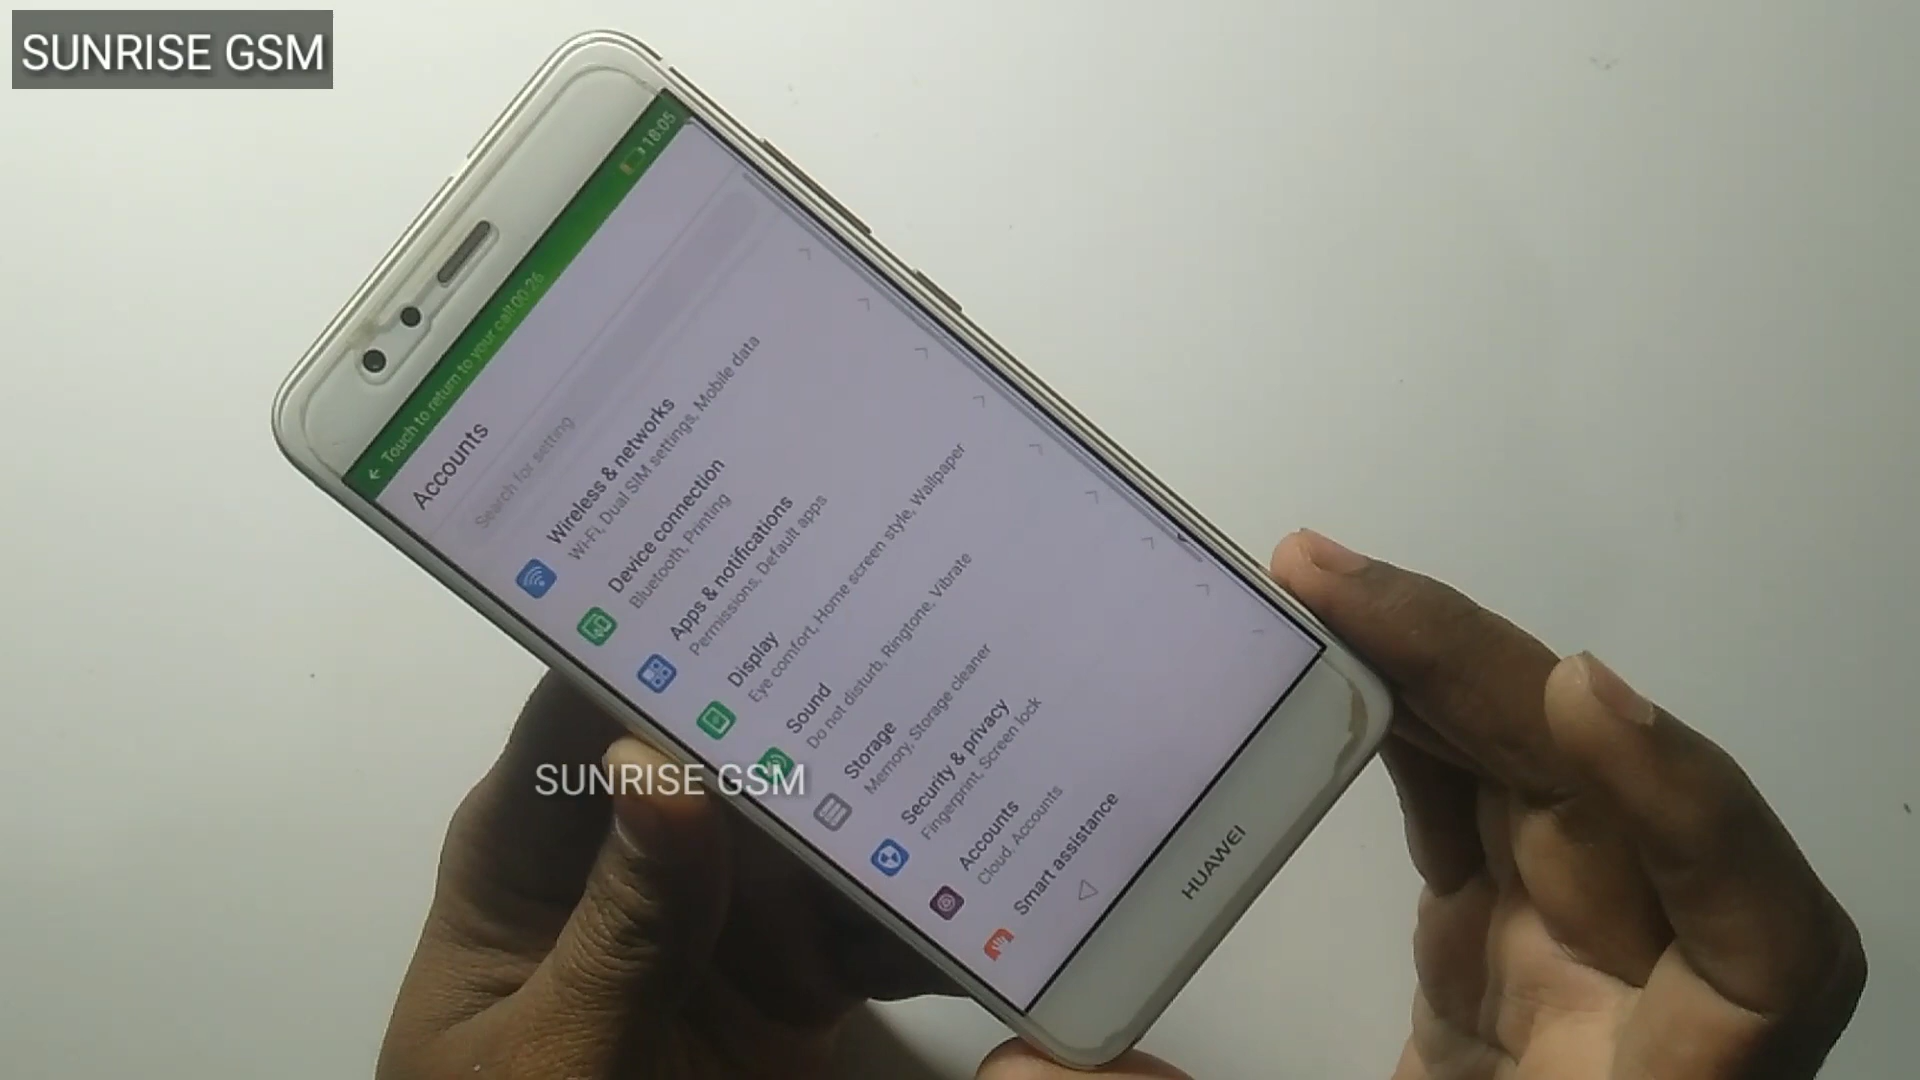 SUNRISE GSM
18:05
Touch to return to your call 00:26
Accounts
Search for setting
Wireless & networks
Wi-Fi, Dual SIM settings, Mobile data
Device connection
Bluetooth, Printing
Apps & notifications
Permissions, Default apps
Display
Eye comfort, Home screen style, Wallpaper
Sound
Do not disturb, Ringtone, Vibrate
Storage
Memory, Storage cleaner
Security & privacy
Fingerprint, Screen lock
Accounts
Cloud, Accounts
Smart assistance
HUAWEI
SUNRISE GSM